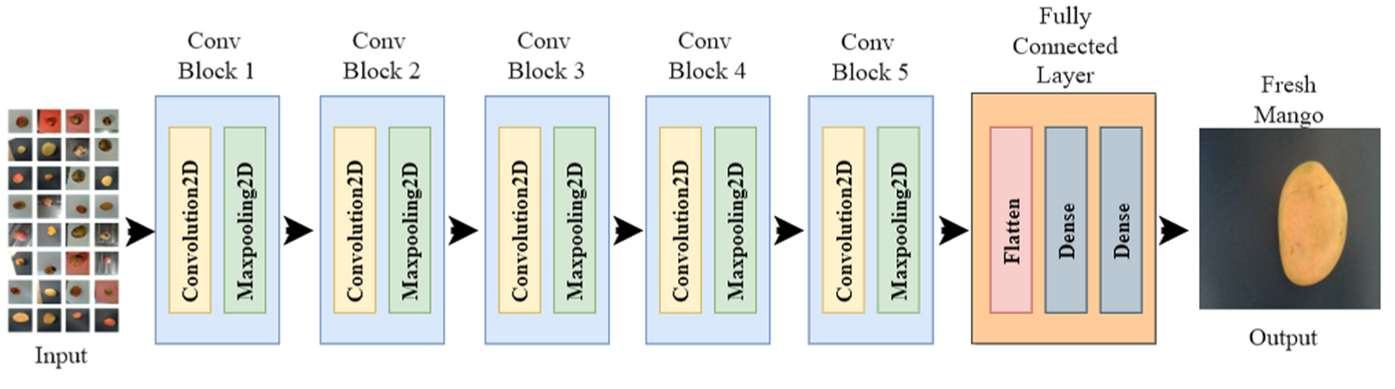 Conv
Block 1
Conv
Block 2
Conv
Block 3
Conv
Block 4
Conv
Block 5
Fully
Connected
Layer
Fresh
Mango
Convolution2D
Maxpooling2D
Convolution2D
Maxpooling2D
Convolution2D
Maxpooling2D
Convolution2D
Maxpooling2D
Convolution2D
Maxpooling2D
Flatten
Dense
Dense
Input
Output